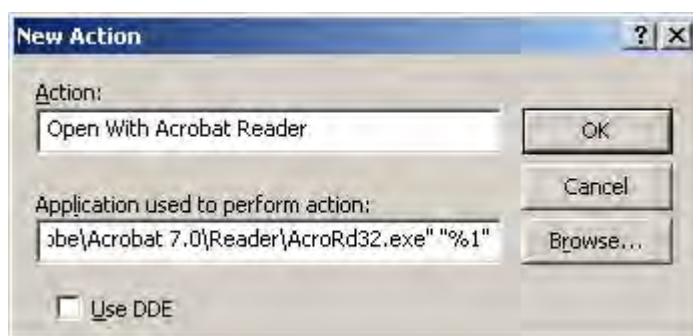 New Action
Action:
Open With Acrobat Reader
OK
Cancel
Application used to perform action:
obe\Acrobat 7.0\Reader\AcroRd32.exe" "%1"
Browse...
Use DDE